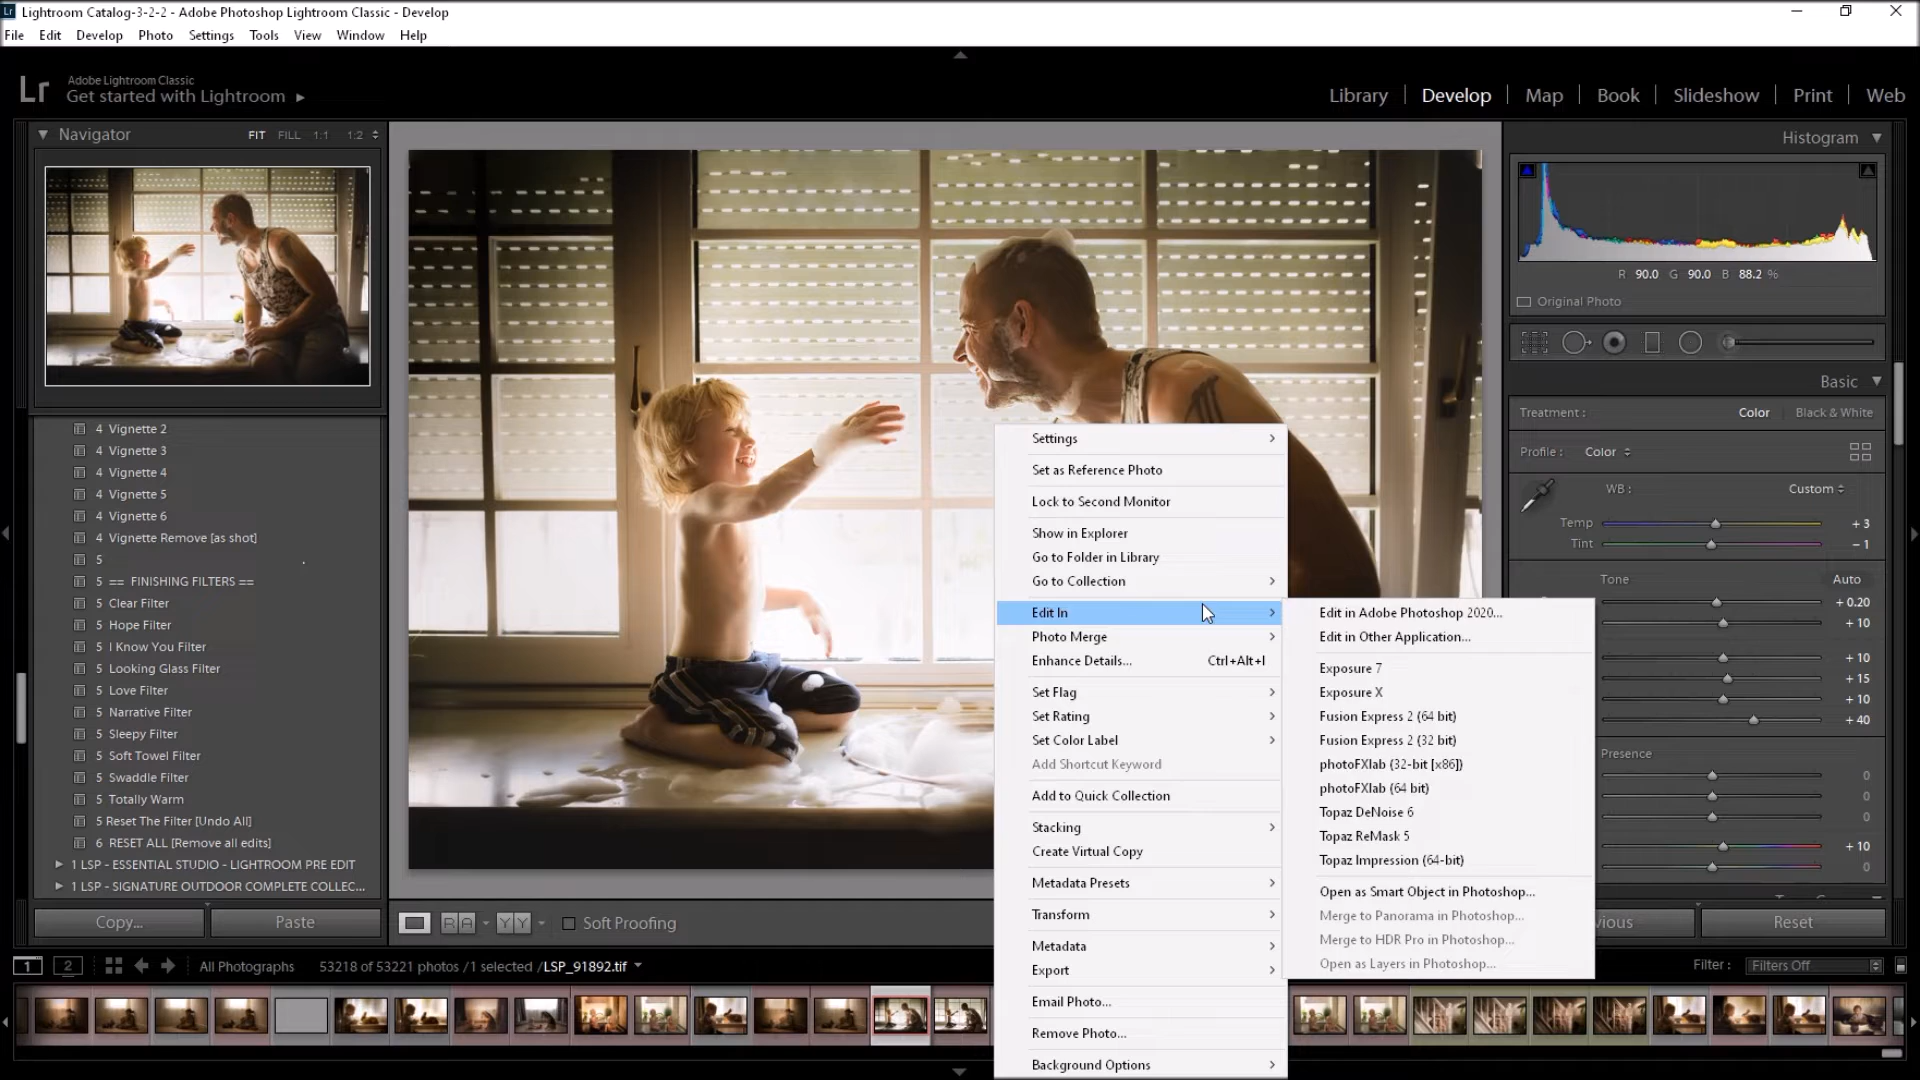 Lr Lightroom Catalog-3-2-2 - Adobe Photoshop Lightroom Classic - Develop
File Edit Develop Photo Settings Tools View Window Help
Lr
Adobe Lightroom Classic
Get started with Lightroom
Library | Develop | Map | Book | Slideshow | Print | Web
Navigator FIT FILL 1:1 1:2
4 Vignette 2
4 Vignette 3
4 Vignette 4
4 Vignette 5
4 Vignette 6
4 Vignette Remove [as shot]
5 .
5 == FINISHING FILTERS ==
5 Clear Filter
5 Hope Filter
5 I Know You Filter
5 Looking Glass Filter
5 Love Filter
5 Narrative Filter
5 Sleepy Filter
5 Soft Towel Filter
5 Swaddle Filter
5 Totally Warm
5 Reset The Filter [Undo All]
6 RESET ALL [Remove all edits]
1 LSP - ESSENTIAL STUDIO - LIGHTROOM PRE EDIT
1 LSP - SIGNATURE OUTDOOR COMPLETE COLLEC...
Copy... Paste
Settings
Set as Reference Photo
Lock to Second Monitor
Show in Explorer
Go to Folder in Library
Go to Collection
Edit In
Photo Merge
Enhance Details... Ctrl+Alt+I
Set Flag
Set Rating
Set Color Label
Add Shortcut Keyword
Add to Quick Collection
Stacking
Create Virtual Copy
Metadata Presets
Transform
Metadata
Export
Email Photo...
Remove Photo...
Background Options
Edit in Adobe Photoshop 2020...
Edit in Other Application...
Exposure 7
Exposure X
Fusion Express 2 (64 bit)
Fusion Express 2 (32 bit)
photoFXlab (32-bit [x86])
photoFXlab (64 bit)
Topaz DeNoise 6
Topaz ReMask 5
Topaz Impression (64-bit)
Open as Smart Object in Photoshop...
Merge to Panorama in Photoshop...
Merge to HDR Pro in Photoshop...
Open as Layers in Photoshop...
Histogram
R 90.0 G 90.0 B 88.2 %
Original Photo
Basic
Treatment : Color Black & White
Profile : Color
WB : Custom
Temp + 3
Tint - 1
Tone Auto
+ 0.20
+ 10
+ 10
+ 15
+ 10
+ 40
Presence
0
0
0
+ 10
0
vious Reset
RA YY Soft Proofing
1 2 All Photographs 53218 of 53221 photos /1 selected /LSP_91892.tif
Filter : Filters Off